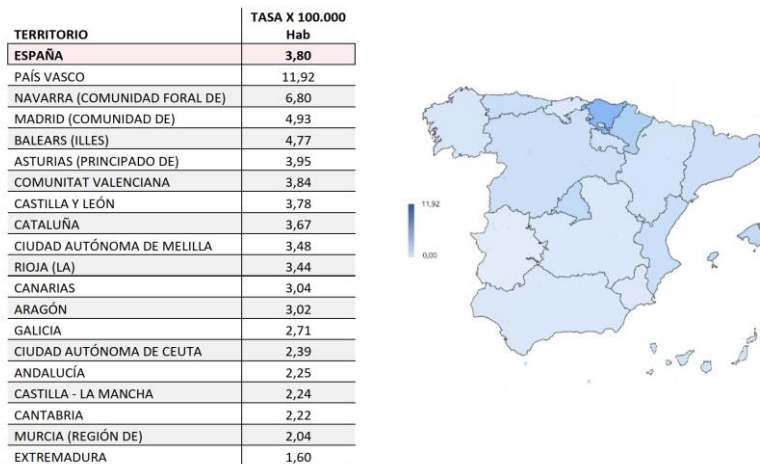 TERRITORIO TASA X 100.000 Hab
ESPAÑA 3,80
PAÍS VASCO 11,92
NAVARRA (COMUNIDAD FORAL DE) 6,80
MADRID (COMUNIDAD DE) 4,93
BALEARS (ILLES) 4,77
ASTURIAS (PRINCIPADO DE) 3,95
COMUNITAT VALENCIANA 3,84
CASTILLA Y LEÓN 3,78
CATALUÑA 3,67
CIUDAD AUTÓNOMA DE MELILLA 3,48
RIOJA (LA) 3,44
CANARIAS 3,04
ARAGÓN 3,02
GALICIA 2,71
CIUDAD AUTÓNOMA DE CEUTA 2,39
ANDALUCÍA 2,25
CASTILLA - LA MANCHA 2,24
CANTABRIA 2,22
MURCIA (REGIÓN DE) 2,04
EXTREMADURA 1,60
11,92
0,00